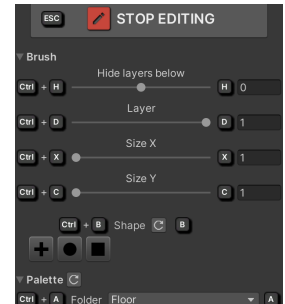 ESC STOP EDITING
Brush
Hide layers below
Ctrl + H H 0
Layer
Ctrl + D D 1
Size X
Ctrl + X X 1
Size Y
Ctrl + C C 1
Ctrl + B Shape B
Palette
Ctrl + A Folder Floor A